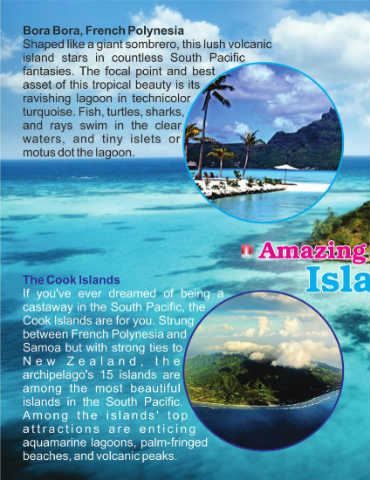 Bora Bora, French Polynesia
Shaped like a giant sombrero, this lush volcanic
island stars in countless South Pacific
fantasies. The focal point and best
asset of this tropical beauty is its
ravishing lagoon in technicolor
turquoise. Fish, turtles, sharks,
and rays swim in the clear
waters, and tiny islets or
motus dot the lagoon.
Amazing
Isla
The Cook Islands
If you've ever dreamed of being a
castaway in the South Pacific, the
Cook Islands are for you. Strung
between French Polynesia and
Samoa but with strong ties to
New Zealand, the
archipelago's 15 islands are
among the most beautiful
islands in the South Pacific.
Among the islands' top
attractions are enticing
aquamarine lagoons, palm-fringed
beaches, and volcanic peaks.